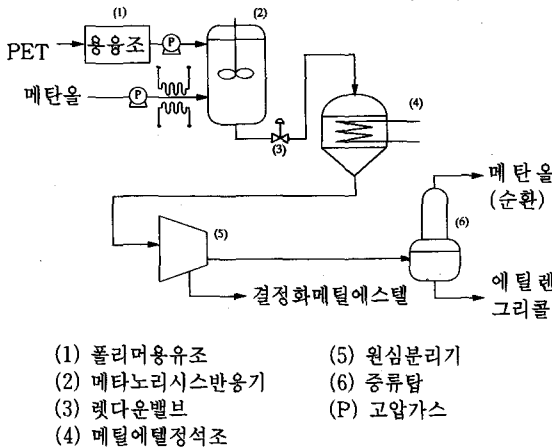 (1)
(2)
PET
용융조
P
메탄올
P
(3)
(4)
메탄올
(순환)
(5)
(6)
결정화메틸에스텔
에틸렌
그리콜
(1) 폴리머용유조
(2) 메타노리시스반응기
(3) 렛다운밸브
(4) 메틸에텔정석조
(5) 원심분리기
(6) 증류탑
(P) 고압가스